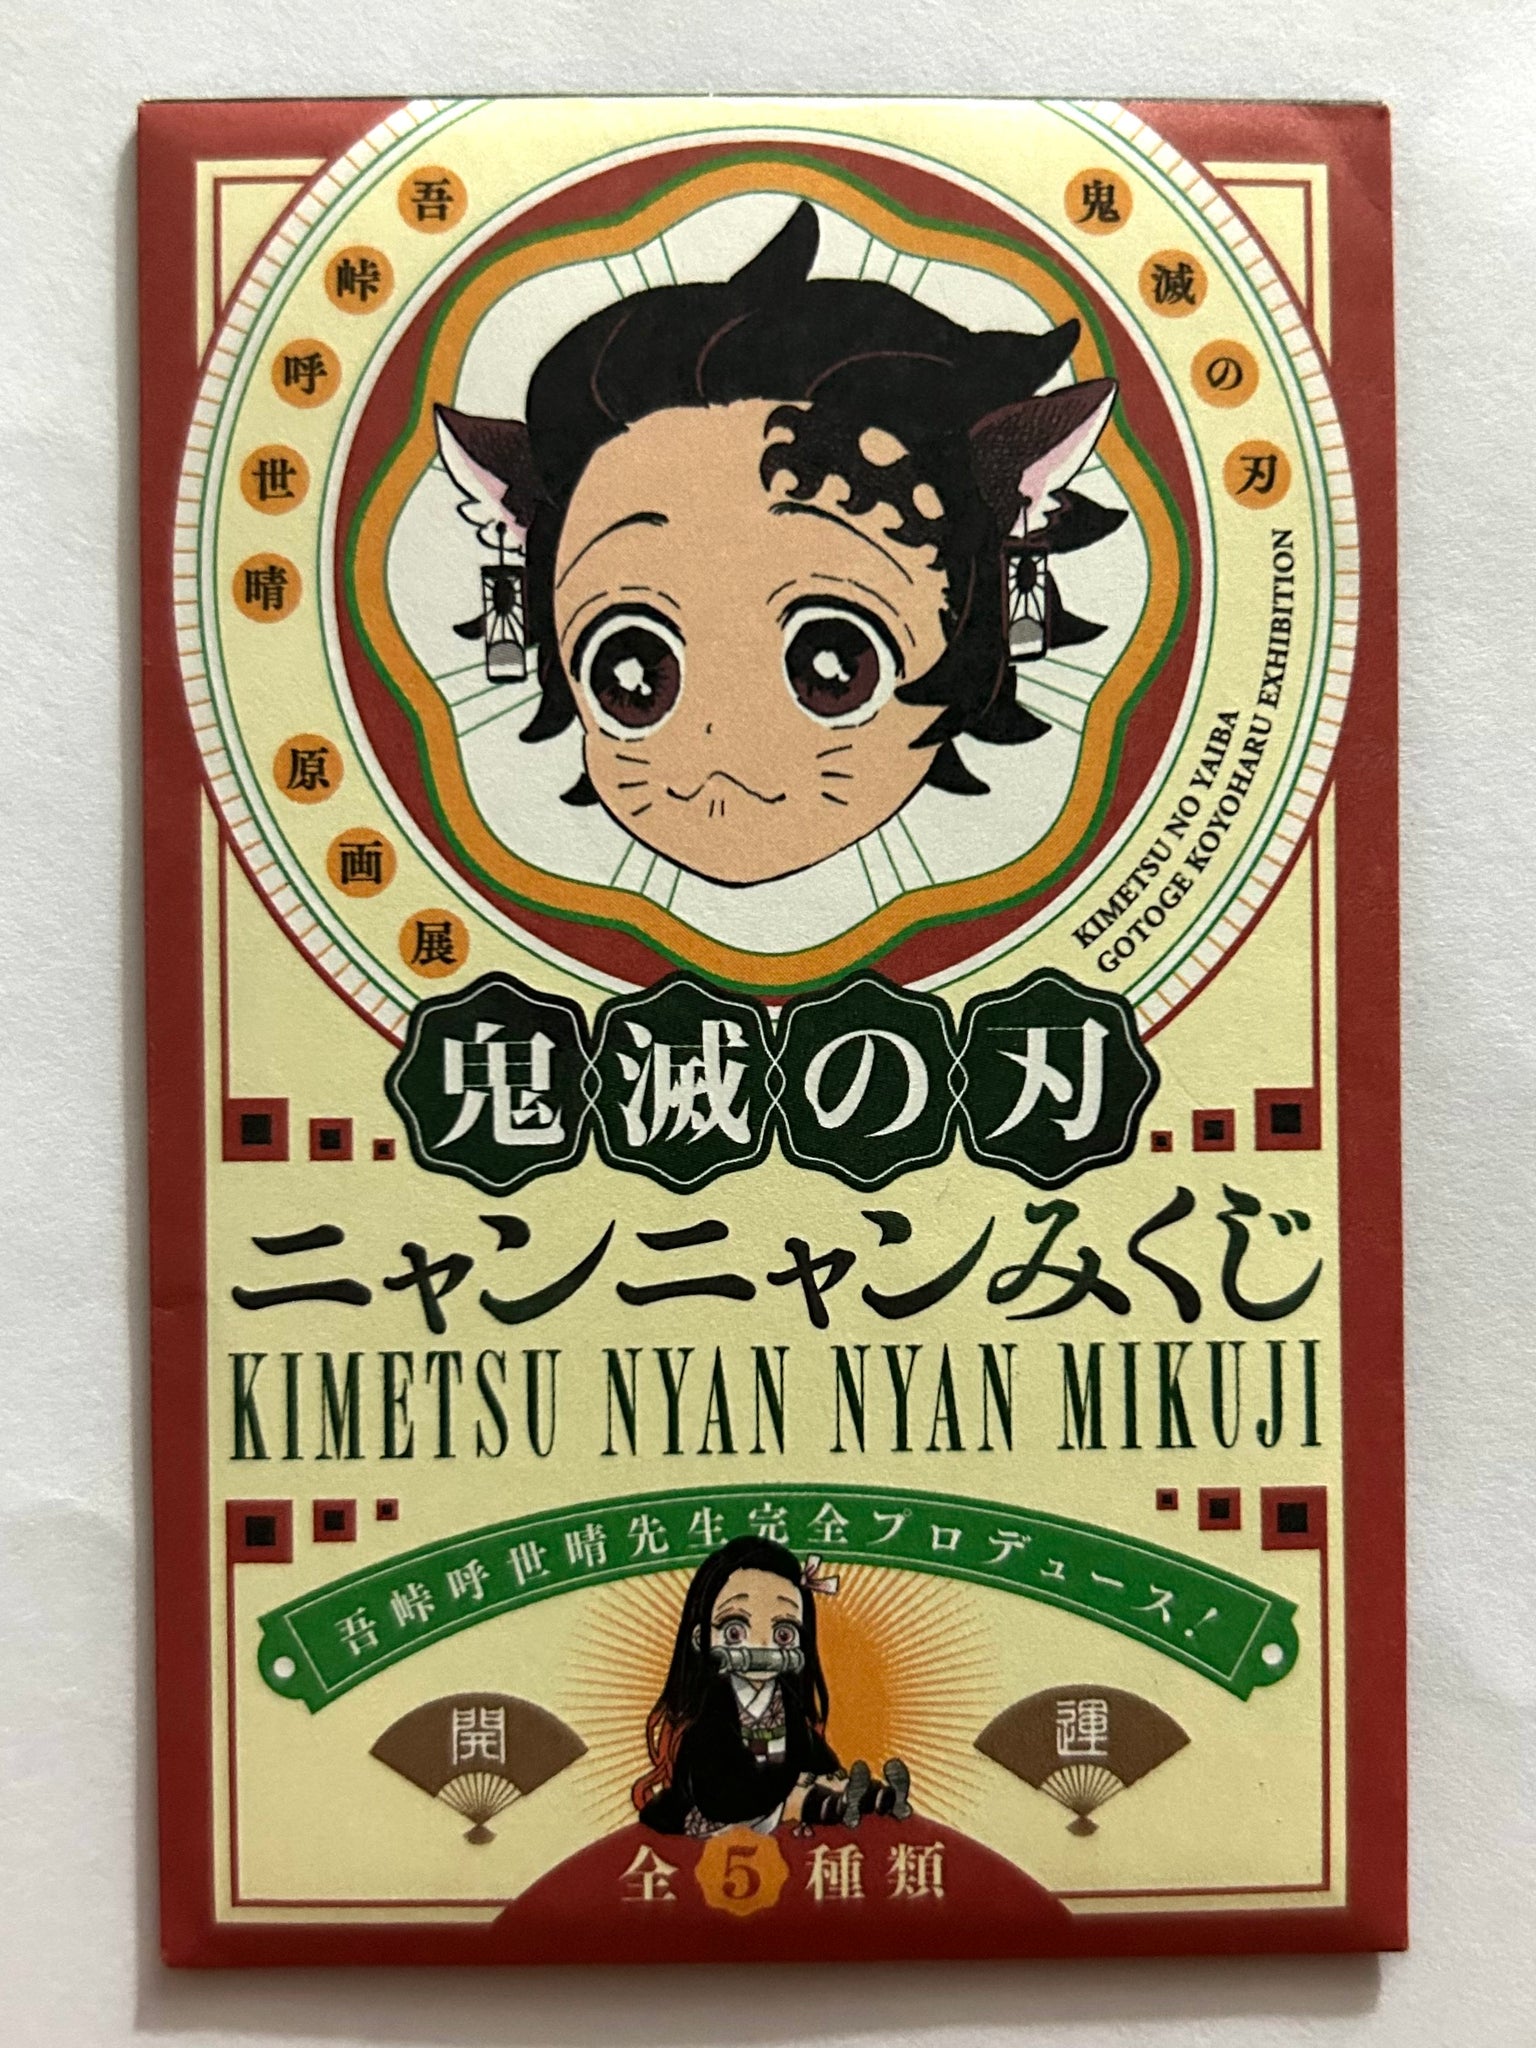 鬼滅の刃
吾峠呼世晴
原画展
KIMETSU NO YAIBA
GOTOGE KOYOHARU EXHIBITION
鬼滅の刃
ニャンニャンみくじ
KIMETSU NYAN NYAN MIKUJI
吾峠呼世晴先生完全プロデュース!
開運
全5種類